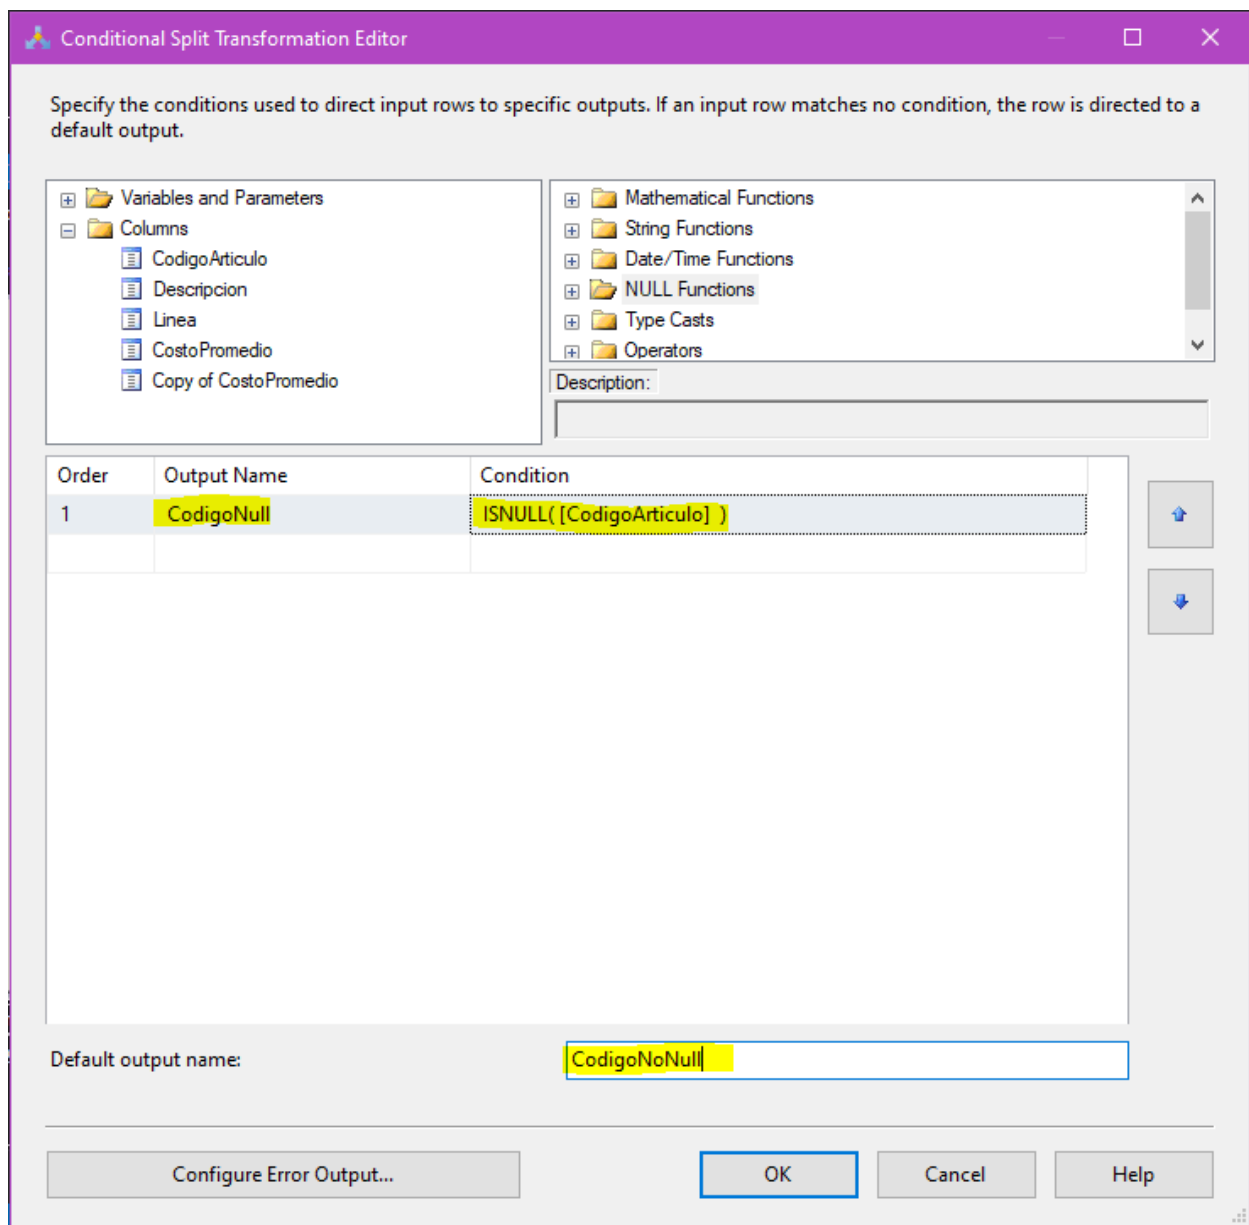 Conditional Split Transformation Editor
Specify the conditions used to direct input rows to specific outputs. If an input row matches no condition, the row is directed to a
default output.
Variables and Parameters
Columns
CodigoArticulo
Descripcion
Linea
CostoPromedio
Copy of CostoPromedio
Mathematical Functions
String Functions
Date/Time Functions
NULL Functions
Type Casts
Operators
Description:
Order Output Name Condition
1 CodigoNull ISNULL( [CodigoArticulo] )
Default output name: CodigoNoNull
Configure Error Output... OK Cancel Help